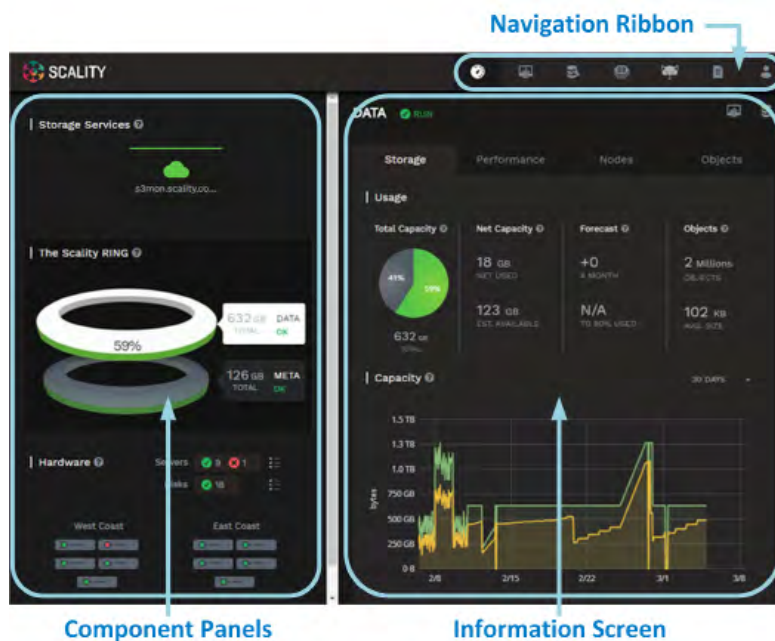 Navigation Ribbon
SCALITY
Storage Services
s3mon.scality.co...
The Scality RING
59%
632 GB DATA
TOTAL OK
126 GB META
TOTAL OK
Hardware
Servers 9 1
Disks 18
West Coast East Coast
DATA RUN
Storage Performance Nodes Objects
Usage
Total Capacity Net Capacity Forecast Objects
41% 59%
632 GB
TOTAL
18 GB
NET USED
123 GB
EST. AVAILABLE
+0
A MONTH
N/A
TO 80% USED
2 Millions
OBJECTS
102 KB
AVG. SIZE
Capacity
30 DAYS
1.5 TB
1.3 TB
1.0 TB
750 GB
500 GB
250 GB
0 B
bytes
2/8 2/15 2/22 3/1 3/8
Component Panels
Information Screen